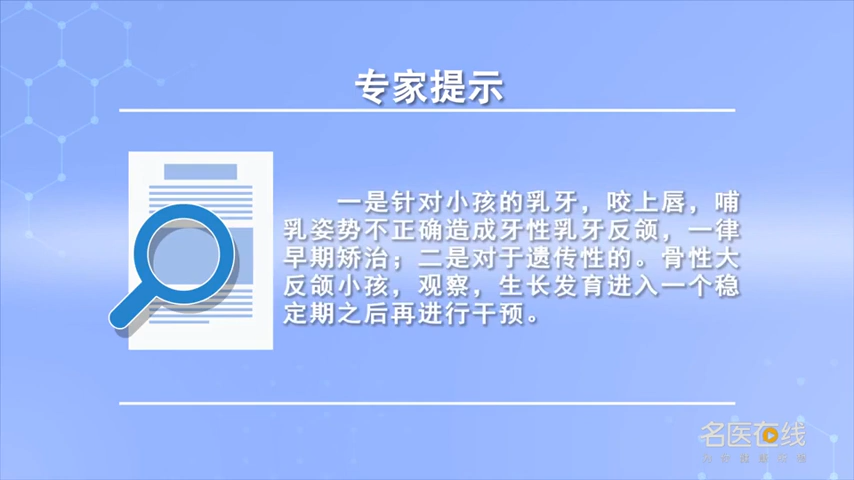 专家提示
一是针对小孩的乳牙，咬上唇，哺
乳姿势不正确造成牙性乳牙反颌，一律
早期矫治；二是对于遗传性的。骨性大
反颌小孩，观察，生长发育进入一个稳
定期之后再进行干预。
名医在线